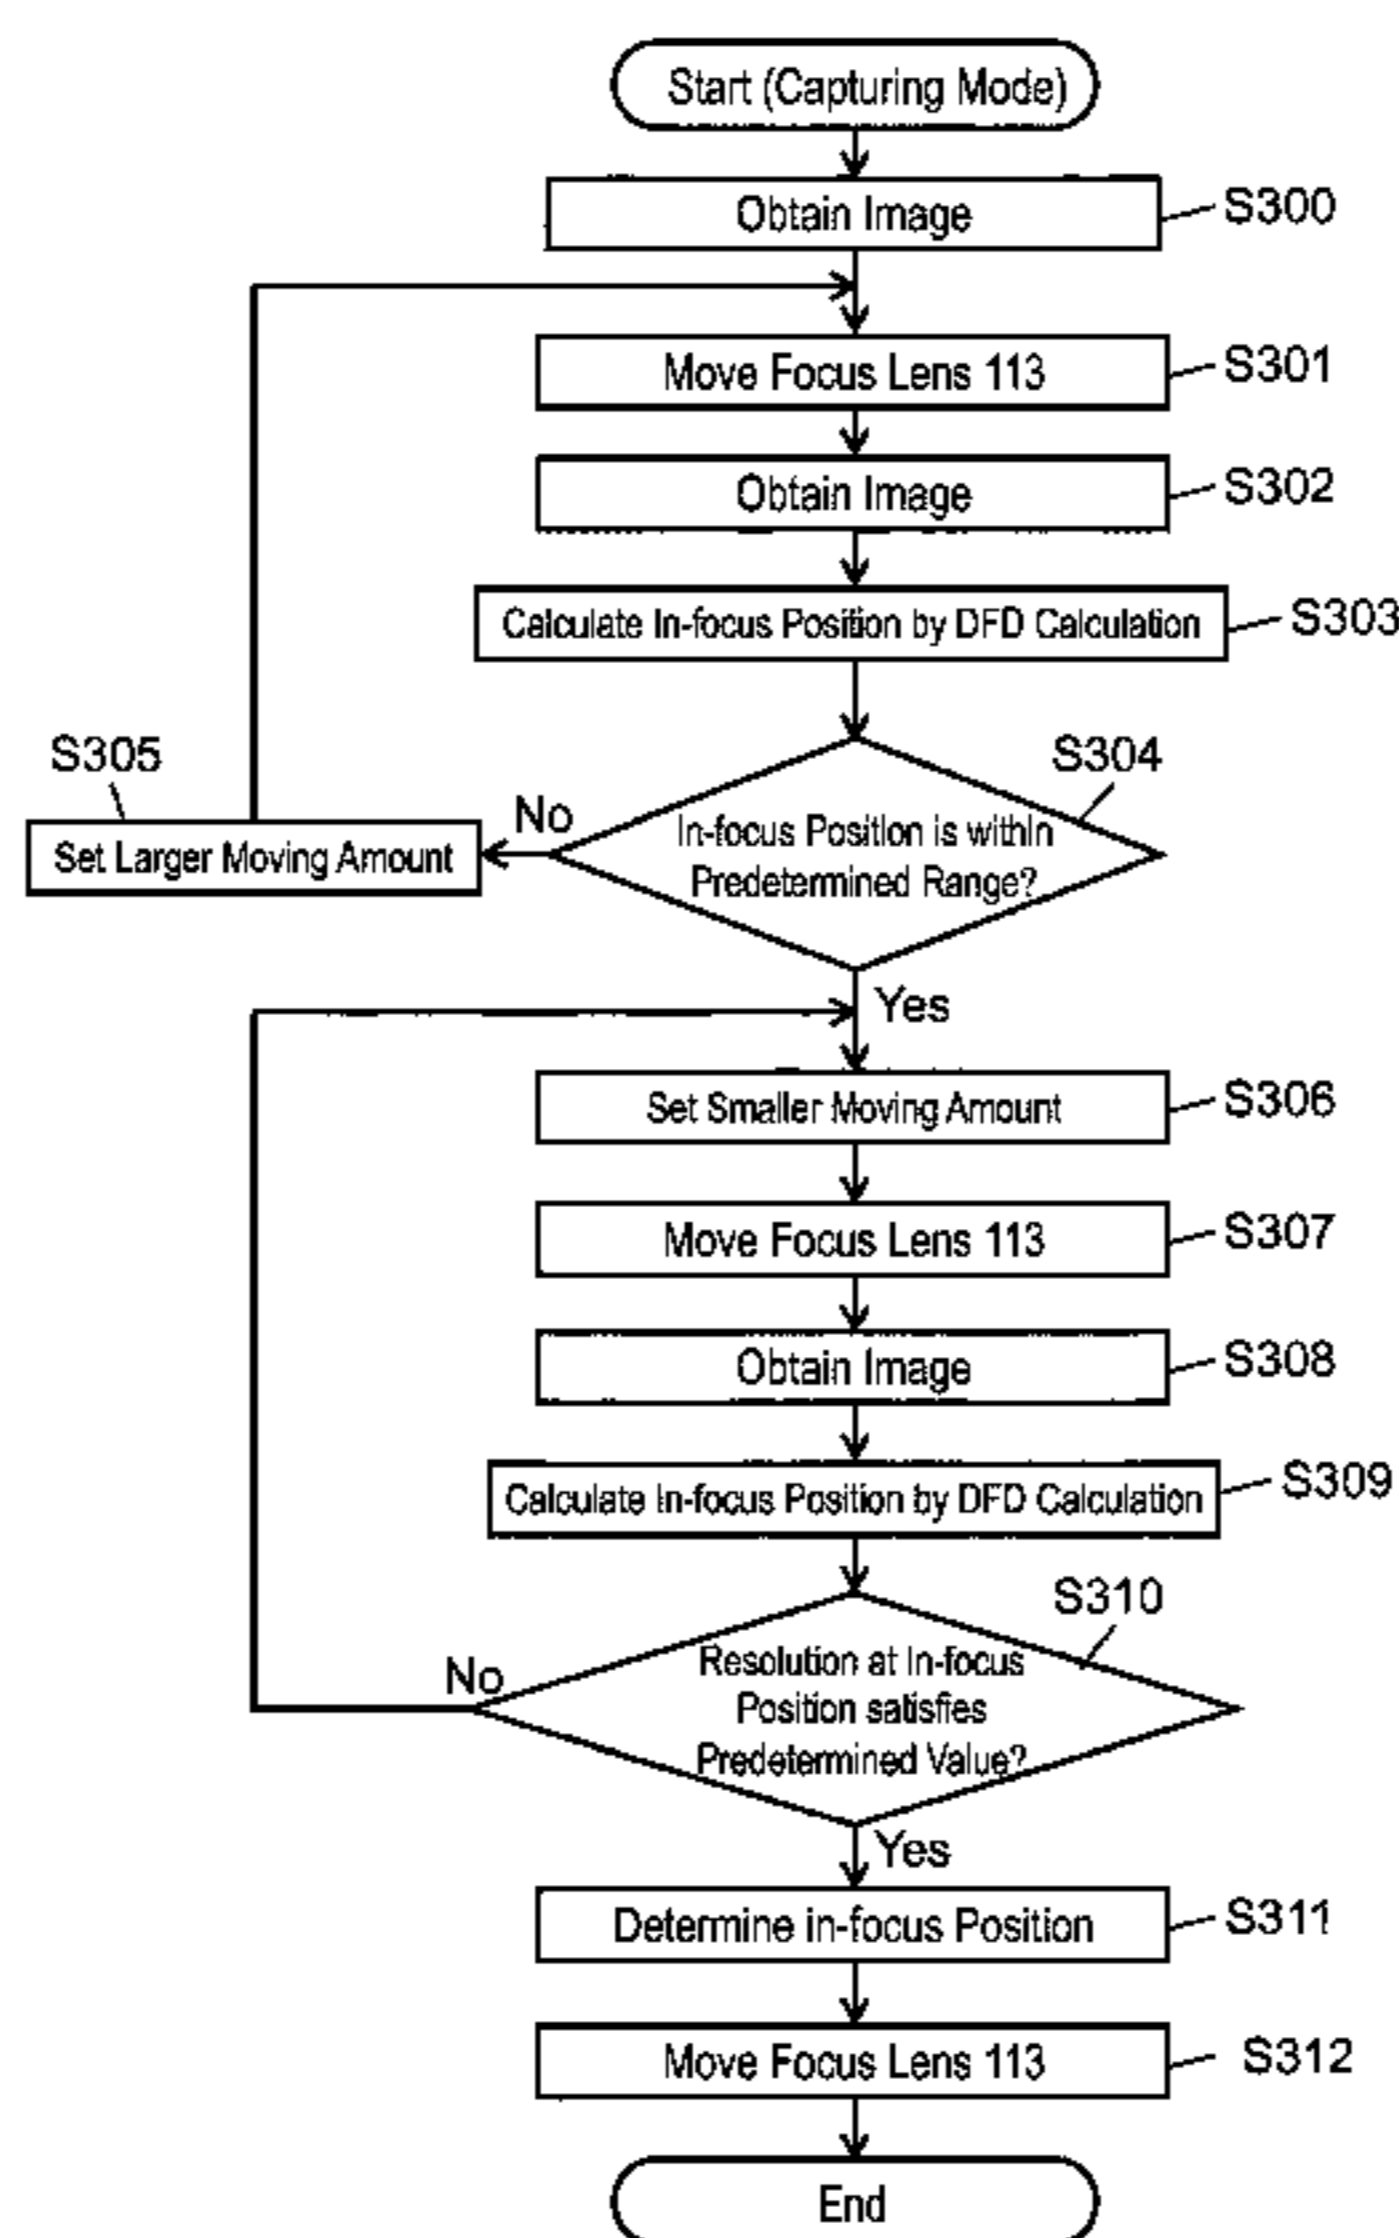 Start (Capturing Mode)
Obtain Image
S300
Move Focus Lens 113
S301
Obtain Image
S302
Calculate In-focus Position by DFD Calculation
S303
S304
In-focus Position is within
Predetermined Range?
No
S305
Set Larger Moving Amount
Yes
Set Smaller Moving Amount
S306
Move Focus Lens 113
S307
Obtain Image
S308
Calculate In-focus Position by DFD Calculation
S309
S310
Resolution at In-focus
Position satisfies
Predetermined Value?
No
Yes
Determine in-focus Position
S311
Move Focus Lens 113
S312
End